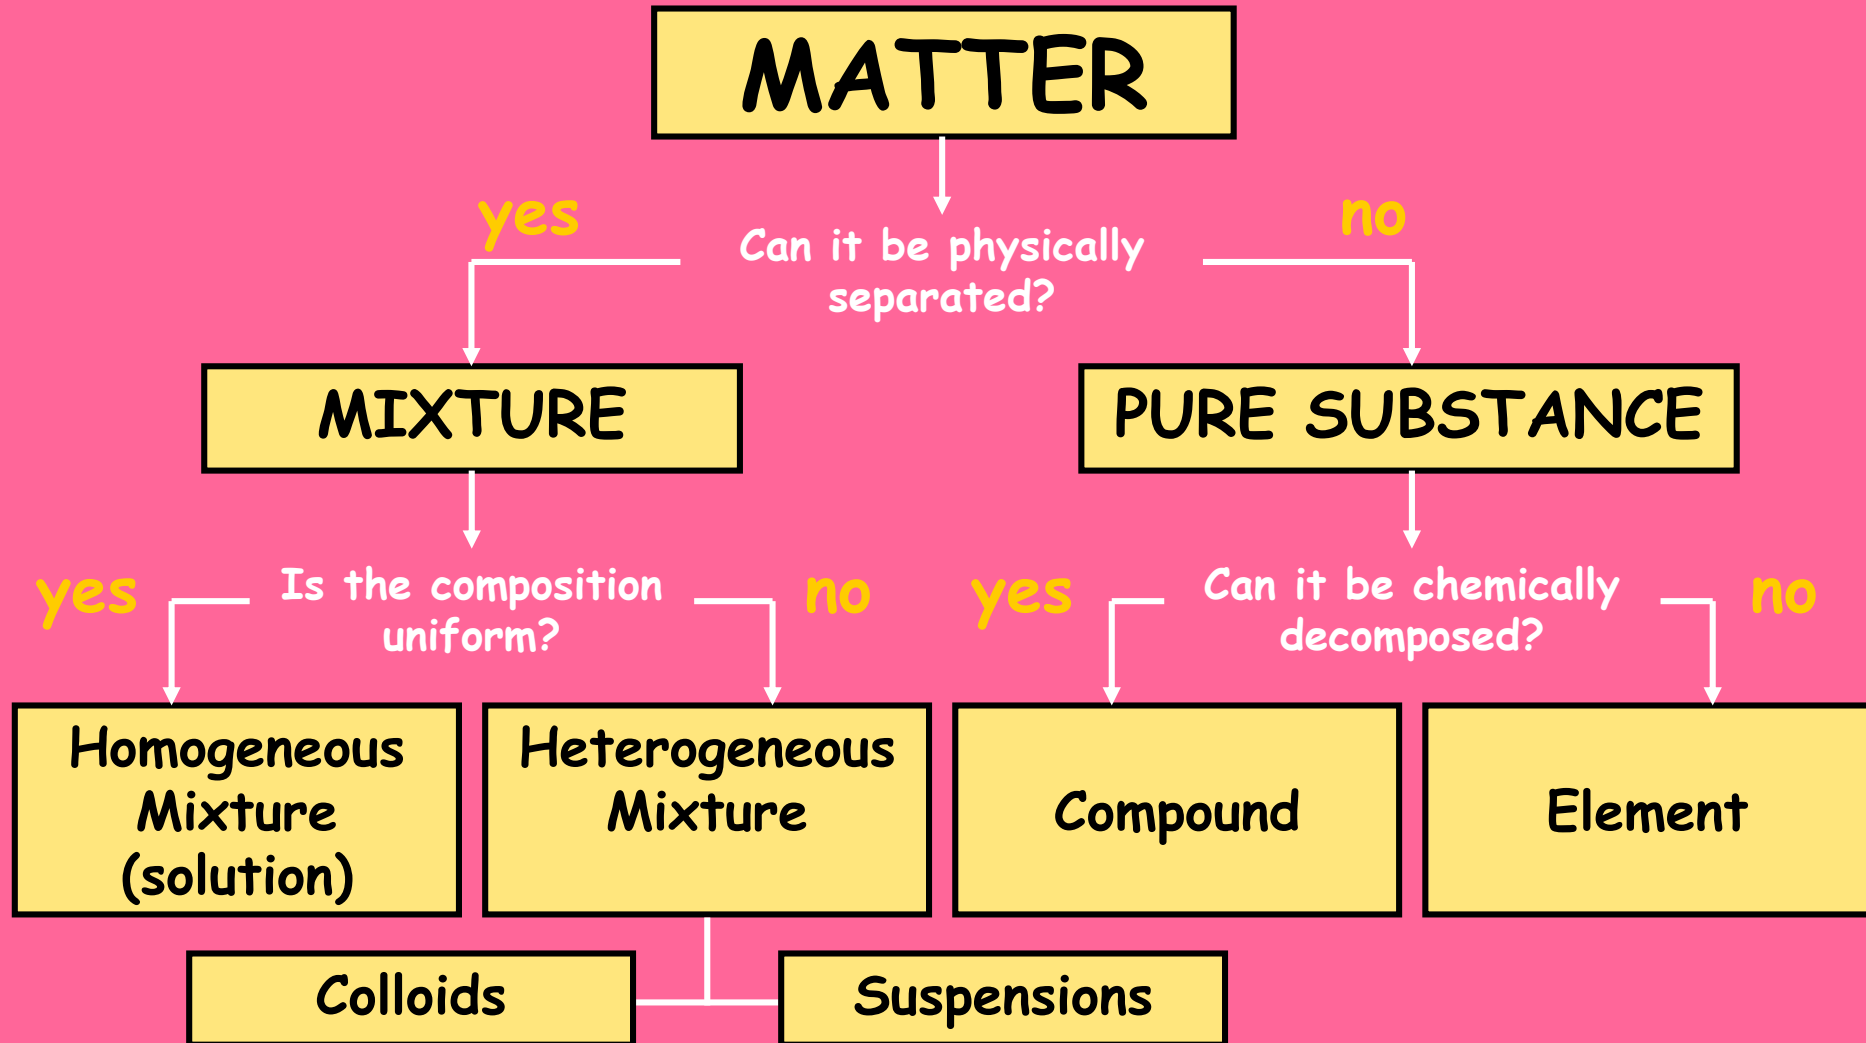 MATTER
yes
no
Can it be physically
separated?
MIXTURE
PURE SUBSTANCE
yes
Is the composition
uniform?
no
yes
Can it be chemically
decomposed?
no
Homogeneous
Mixture
(solution)
Heterogeneous
Mixture
Compound
Element
Colloids
Suspensions